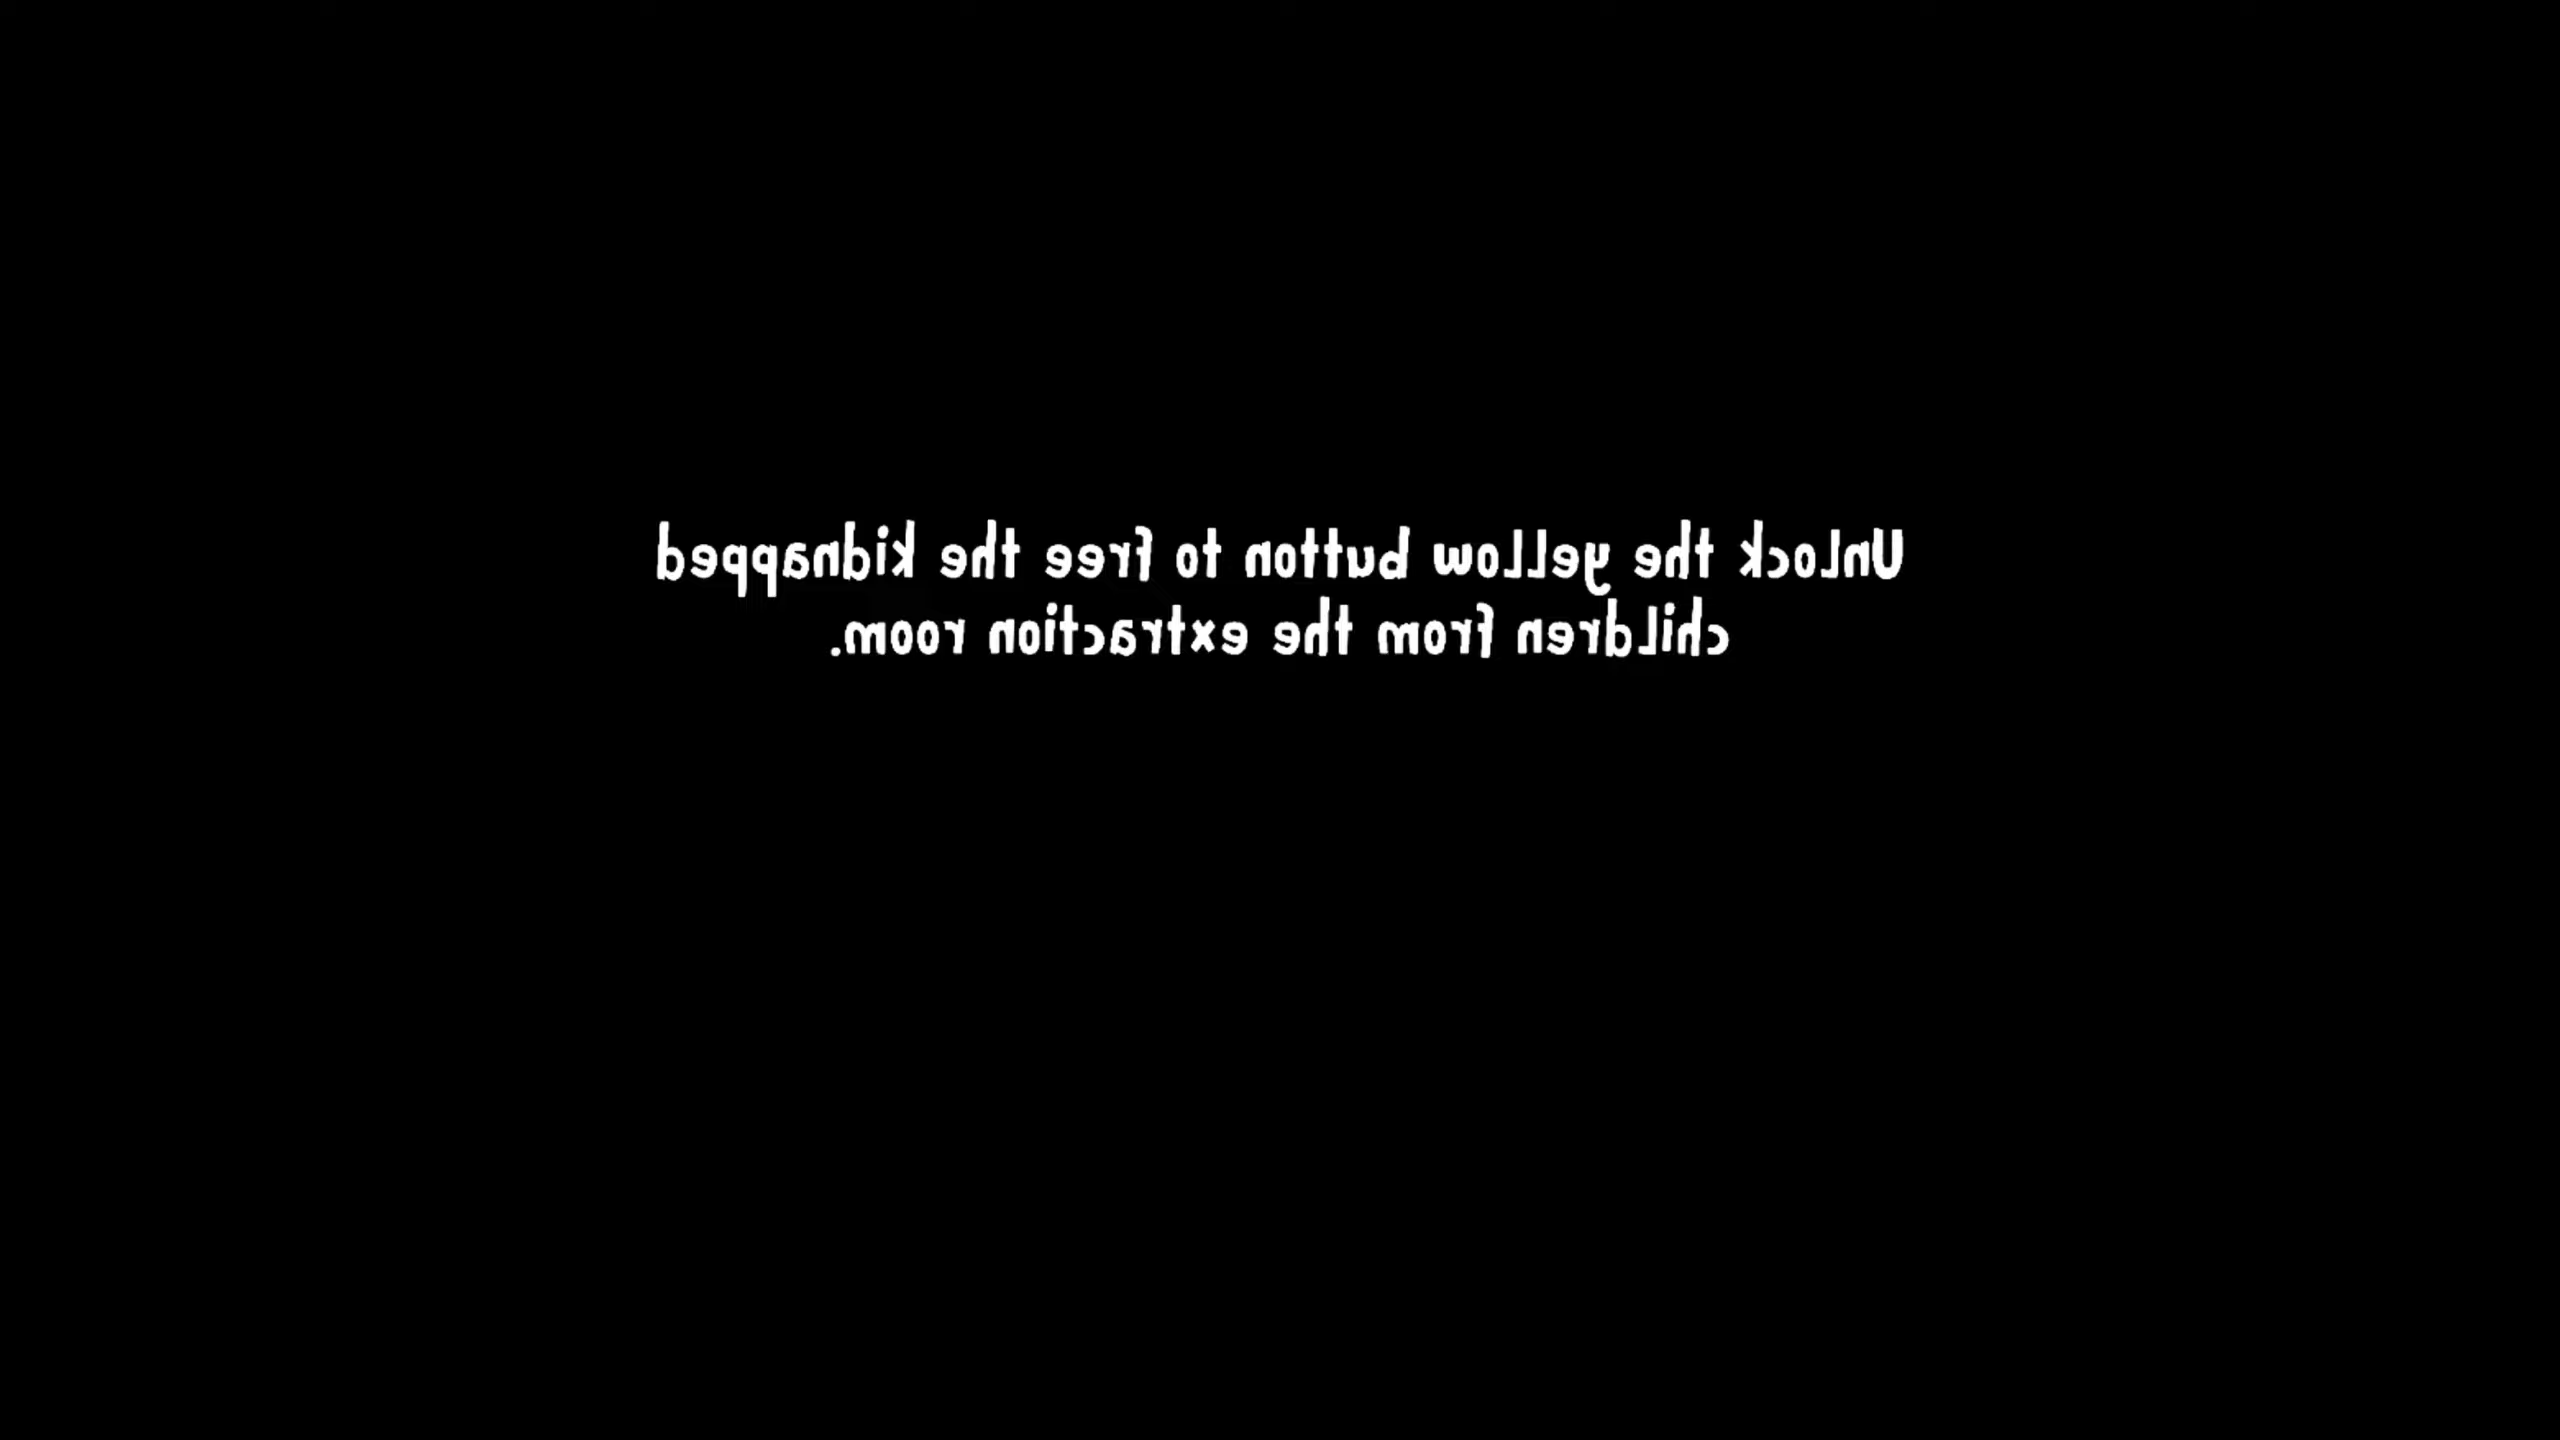 Unlock the yellow button to free the kidnapped
children from the extraction room.